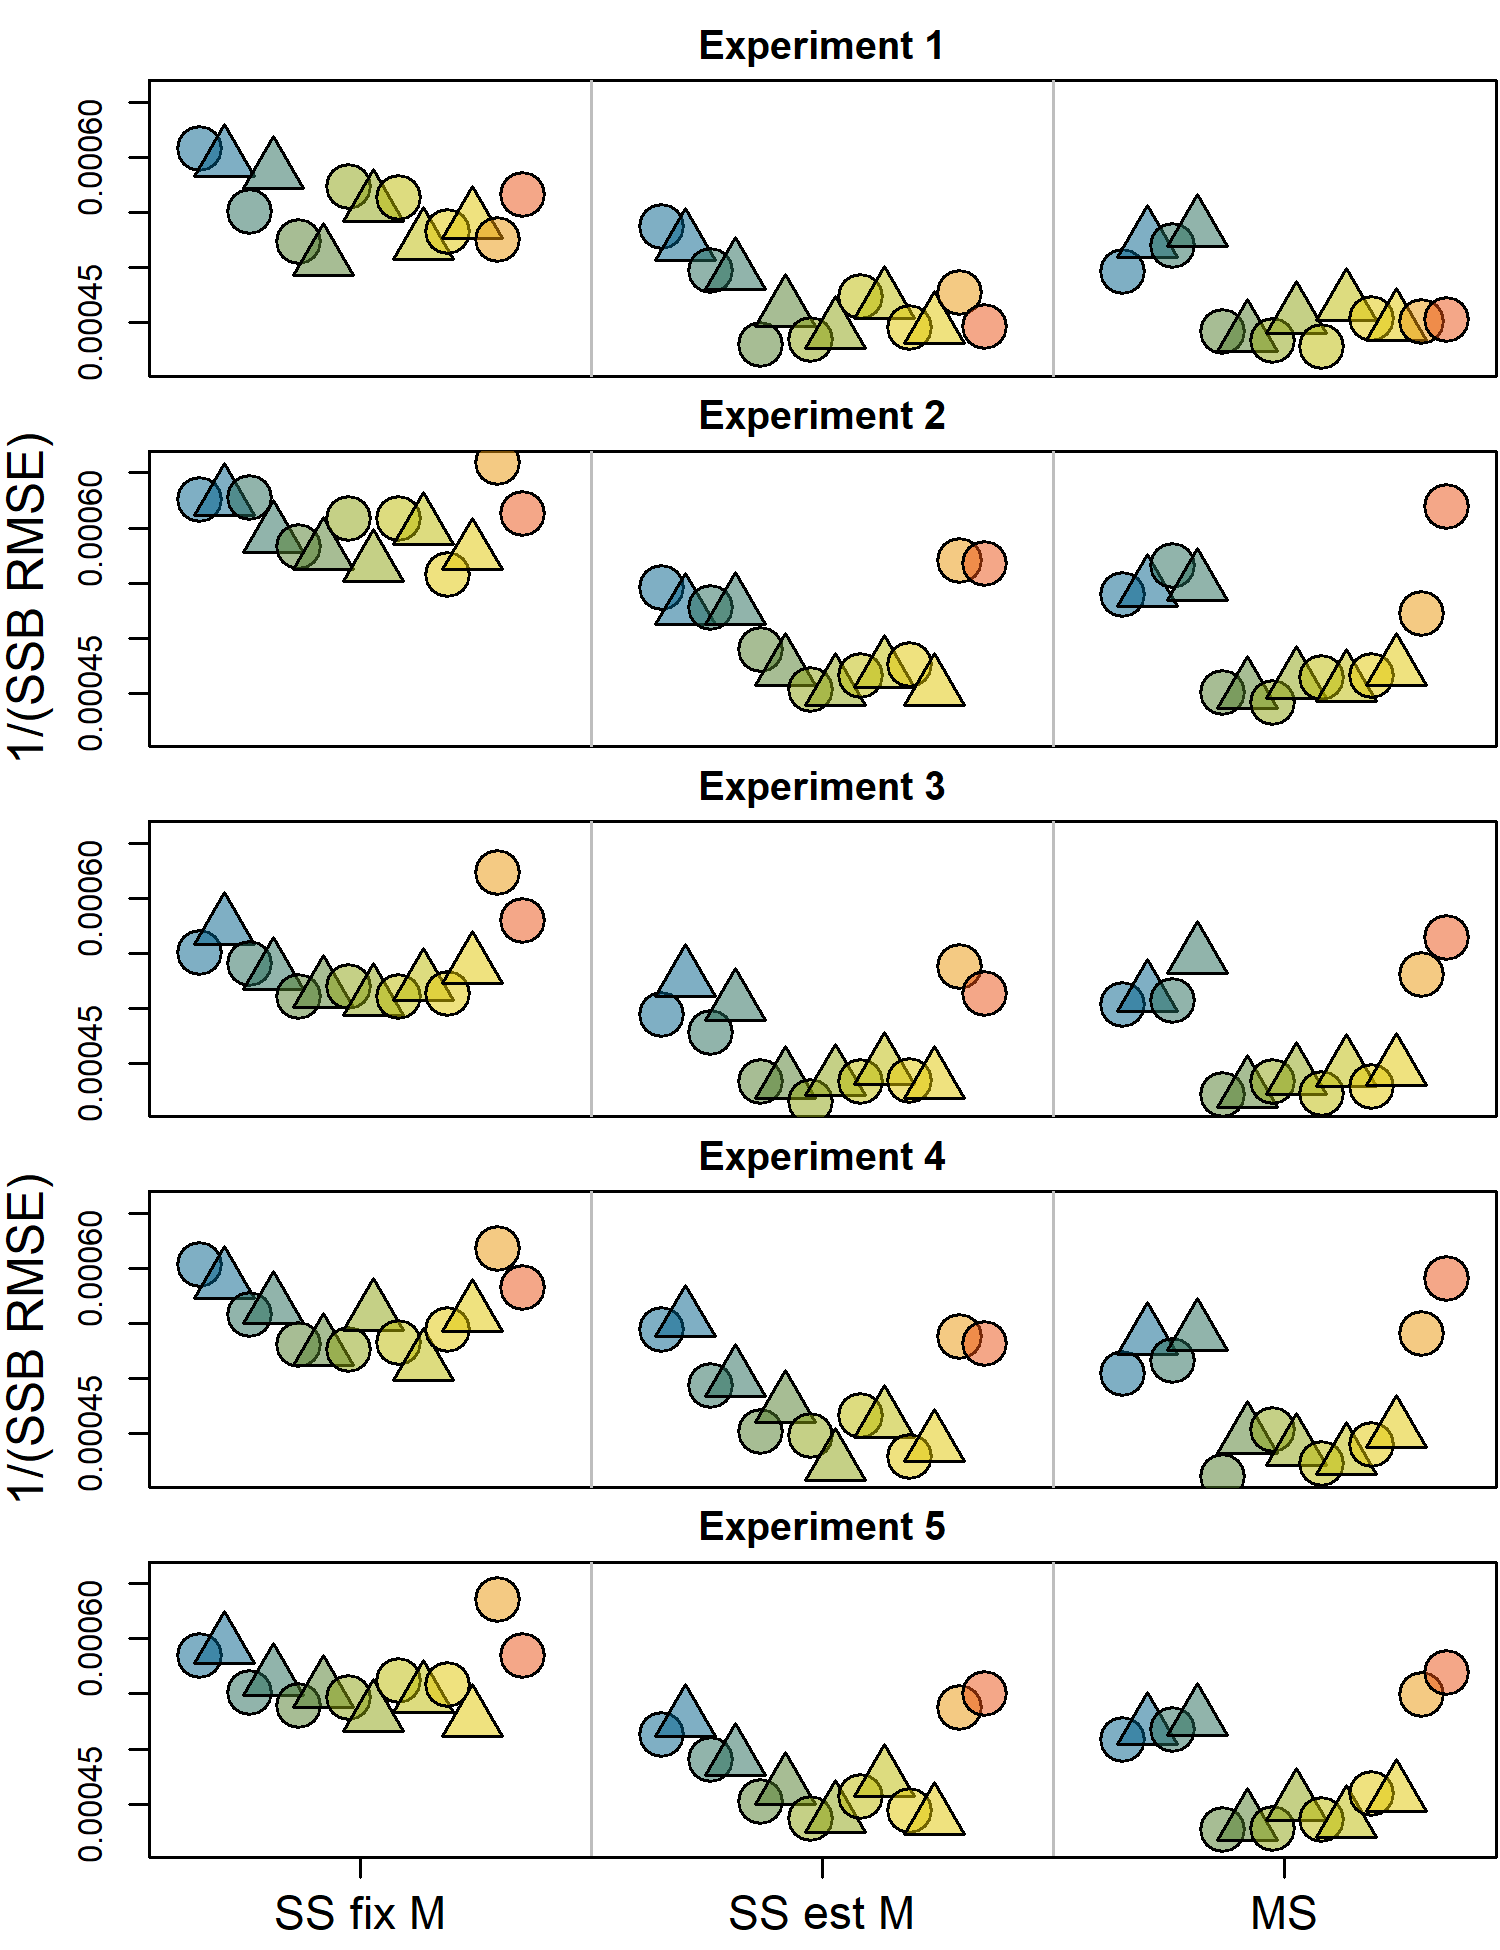 Experiment 1
0.00060
0.00045
Experiment 2
0.00060
0.00045
1/(SSB RMSE)
Experiment 3
0.00060
0.00045
Experiment 4
0.00060
0.00045
1/(SSB RMSE)
Experiment 5
0.00060
0.00045
SS fix M SS est M MS